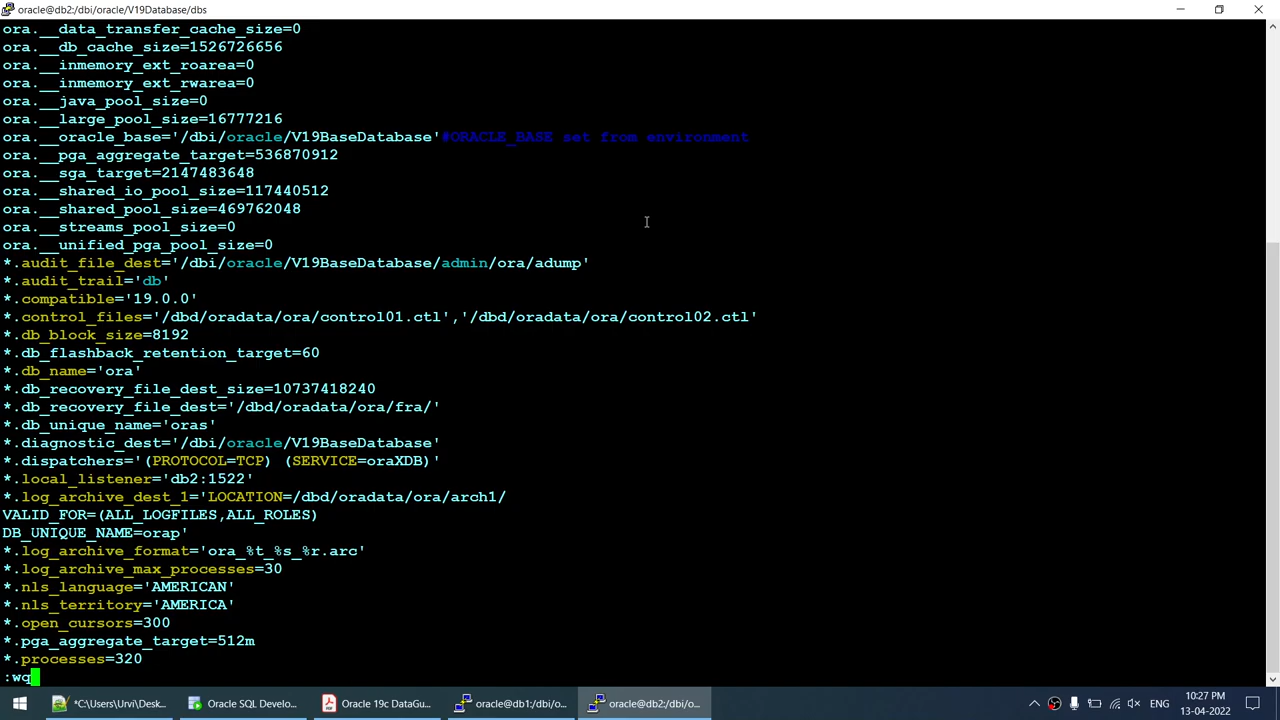 oracle@db2:/dbi/oracle/V19Database/dbs
ora.__data_transfer_cache_size=0
ora.__db_cache_size=1526726656
ora.__inmemory_ext_roarea=0
ora.__inmemory_ext_rwarea=0
ora.__java_pool_size=0
ora.__large_pool_size=16777216
ora.__oracle_base='/dbi/oracle/V19BaseDatabase'#ORACLE_BASE set from environment
ora.__pga_aggregate_target=536870912
ora.__sga_target=2147483648
ora.__shared_io_pool_size=117440512
ora.__shared_pool_size=469762048
ora.__streams_pool_size=0
ora.__unified_pga_pool_size=0
*.audit_file_dest='/dbi/oracle/V19BaseDatabase/admin/ora/adump'
*.audit_trail='db'
*.compatible='19.0.0'
*.control_files='/dbd/oradata/ora/control01.ctl','/dbd/oradata/ora/control02.ctl'
*.db_block_size=8192
*.db_flashback_retention_target=60
*.db_name='ora'
*.db_recovery_file_dest_size=10737418240
*.db_recovery_file_dest='/dbd/oradata/ora/fra/'
*.db_unique_name='oras'
*.diagnostic_dest='/dbi/oracle/V19BaseDatabase'
*.dispatchers='(PROTOCOL=TCP) (SERVICE=oraXDB)'
*.local_listener='db2:1522'
*.log_archive_dest_1='LOCATION=/dbd/oradata/ora/arch1/
VALID_FOR=(ALL_LOGFILES,ALL_ROLES)
DB_UNIQUE_NAME=orap'
*.log_archive_format='ora_%t_%s_%r.arc'
*.log_archive_max_processes=30
*.nls_language='AMERICAN'
*.nls_territory='AMERICA'
*.open_cursors=300
*.pga_aggregate_target=512m
*.processes=320
:wq
*C:\Users\Urvi\Desk... Oracle SQL Develo... Oracle 19c DataGu... oracle@db1:/dbi/o... oracle@db2:/dbi/o...
10:27 PM
13-04-2022